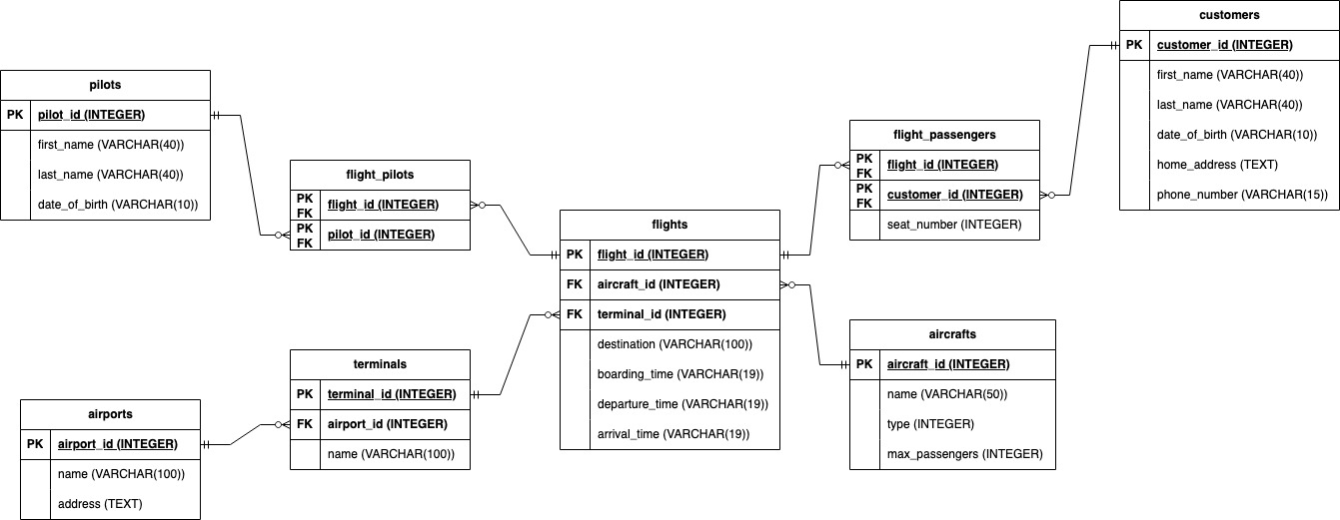 customers
PK customer_id (INTEGER)
first_name (VARCHAR(40))
last_name (VARCHAR(40))
date_of_birth (VARCHAR(10))
home_address (TEXT)
phone_number (VARCHAR(15))
pilots
PK pilot_id (INTEGER)
first_name (VARCHAR(40))
last_name (VARCHAR(40))
date_of_birth (VARCHAR(10))
flight_pilots
PK
FK flight_id (INTEGER)
PK
FK pilot_id (INTEGER)
flight_passengers
PK
FK flight_id (INTEGER)
PK
FK customer_id (INTEGER)
seat_number (INTEGER)
flights
PK flight_id (INTEGER)
FK aircraft_id (INTEGER)
FK terminal_id (INTEGER)
destination (VARCHAR(100))
boarding_time (VARCHAR(19))
departure_time (VARCHAR(19))
arrival_time (VARCHAR(19))
aircrafts
PK aircraft_id (INTEGER)
name (VARCHAR(50))
type (INTEGER)
max_passengers (INTEGER)
terminals
PK terminal_id (INTEGER)
FK airport_id (INTEGER)
name (VARCHAR(100))
airports
PK airport_id (INTEGER)
name (VARCHAR(100))
address (TEXT)